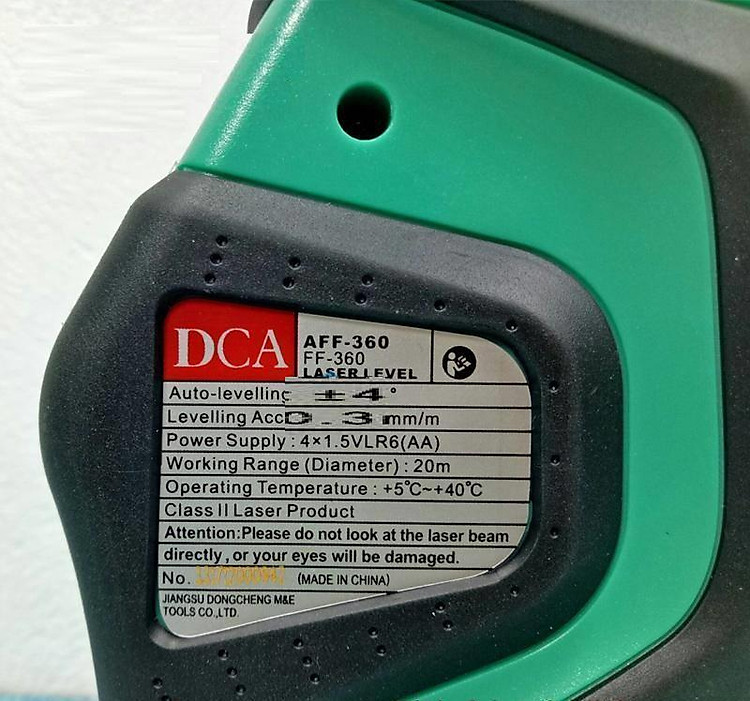 DCA
AFF-360
FF-360
LASER LEVEL
Auto-levelling ±4°
Levelling Acc 0.3mm/m
Power Supply : 4×1.5VLR6(AA)
Working Range (Diameter) : 20m
Operating Temperature : +5°C~+40°C
Class II Laser Product
Attention:Please do not look at the laser beam
directly, or your eyes will be damaged.
No. (MADE IN CHINA)
JIANGSU DONGCHENG M&E
TOOLS CO.,LTD.